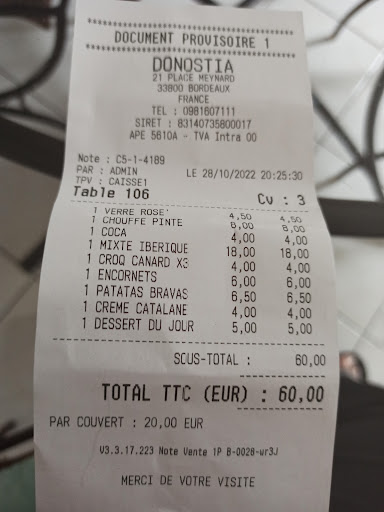 ****************************************
DOCUMENT PROVISOIRE 1
****************************************
DONOSTIA
21 PLACE MEYNARD
33800 BORDEAUX
FRANCE
TEL : 0981607111
SIRET : 83140735800017
APE 5610A - TVA Intra 00
Note : C5-1-4189
PAR : ADMIN LE 28/10/2022 20:25:30
TPV : CAISSE1
Table 106 Cv : 3
1 VERRE ROSE' 4,50 4,50
1 CHOUFFE PINTE 8,00 8,00
1 COCA 4,00 4,00
1 MIXTE IBERIQUE 18,00 18,00
1 CROQ CANARD X3 4,00 4,00
1 ENCORNETS 6,00 6,00
1 PATATAS BRAVAS 6,50 6,50
1 CREME CATALANE 4,00 4,00
1 DESSERT DU JOUR 5,00 5,00
SOUS-TOTAL : 60,00
TOTAL TTC (EUR) : 60,00
PAR COUVERT : 20,00 EUR
V3.3.17.223 Note Vente 1P B-0028-wr3J
MERCI DE VOTRE VISITE